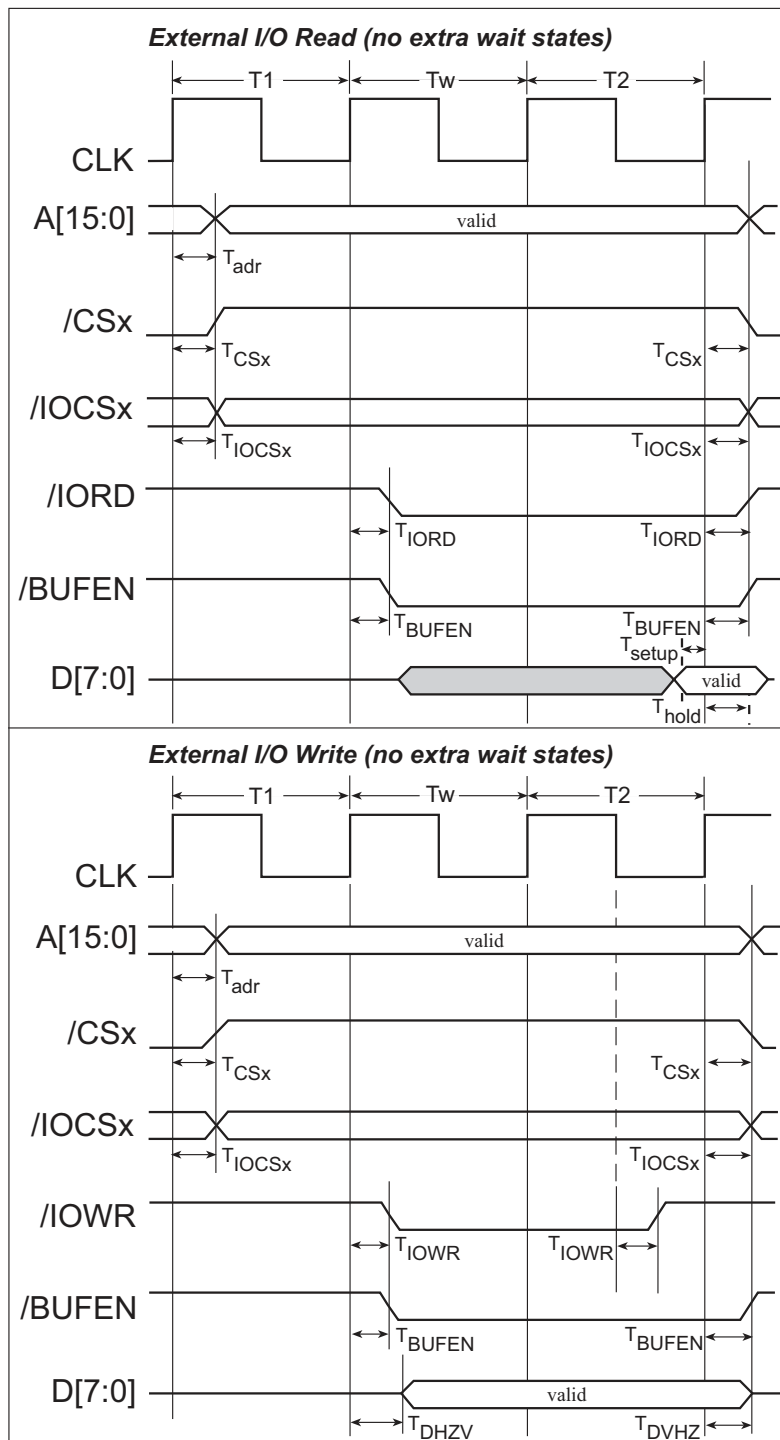 External I/O Read (no extra wait states)
T1 Tw T2
CLK
A[15:0] valid
Tadr
/CSx
TCSx TCSx
/IOCSx
TIOCSx TIOCSx
/IORD
TIORD TIORD
/BUFEN
TBUFEN TBUFEN
Tsetup
D[7:0] valid
Thold
External I/O Write (no extra wait states)
T1 Tw T2
CLK
A[15:0] valid
Tadr
/CSx
TCSx TCSx
/IOCSx
TIOCSx TIOCSx
/IOWR
TIOWR TIOWR
/BUFEN
TBUFEN TBUFEN
D[7:0] valid
TDHZV TDVHZ